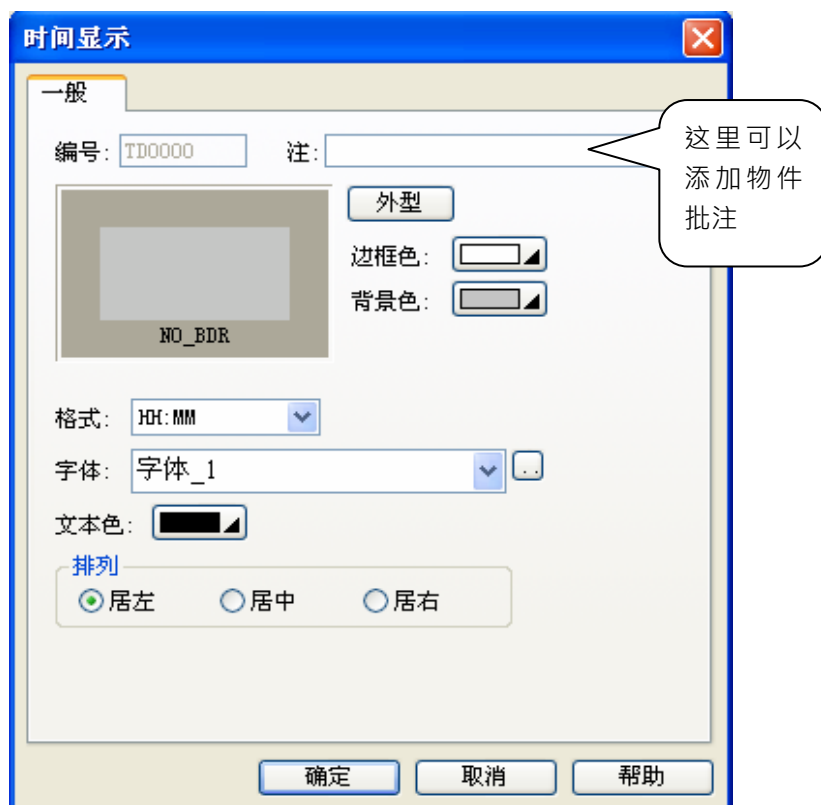 时间显示
一般
编号: TD0000 注:
这里可以
添加物件
批注
外型
边框色:
背景色:
NO_BDR
格式: HH:MM
字体: 字体_1 ..
文本色:
排列
居左 居中 居右
确定 取消 帮助